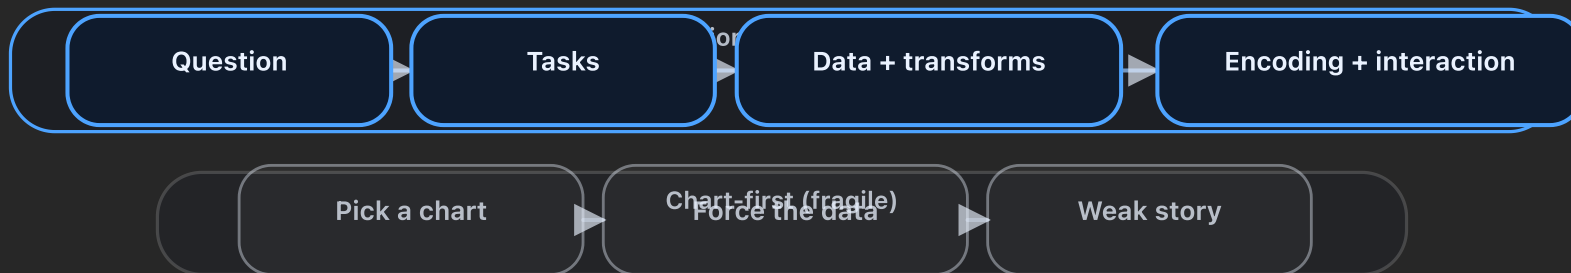 Question
Tasks
Data + transforms
Encoding + interaction
Chart-first (fragile)
Pick a chart
Force the data
Weak story